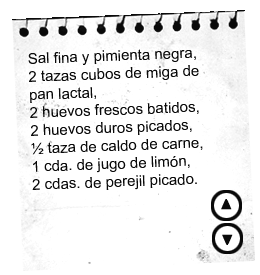 Sal fina y pimienta negra,
2 tazas cubos de miga de
pan lactal,
2 huevos frescos batidos,
2 huevos duros picados,
½ taza de caldo de carne,
1 cda. de jugo de limón,
2 cdas. de perejil picado.